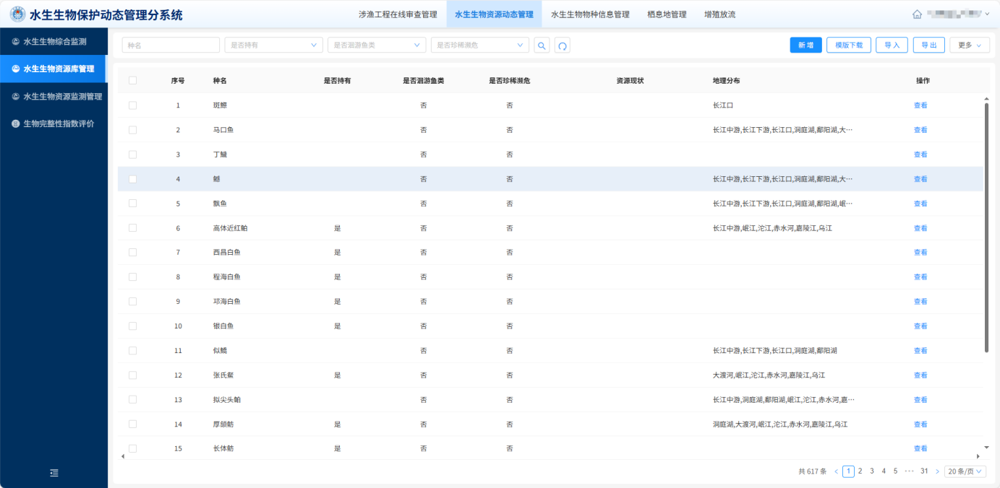 水生生物保护动态管理分系统
涉渔工程在线审查管理 水生生物资源动态管理 水生生物物种信息管理 栖息地管理 增殖放流
水生生物综合监测
水生生物资源库管理
水生生物资源监测管理
生物完整性指数评价
种名 是否持有 是否洄游鱼类 是否珍稀濒危 新增 模版下载 导入 导出 更多
序号 种名 是否持有 是否洄游鱼类 是否珍稀濒危 资源现状 地理分布 操作
1 斑鰶 否 否 长江口 查看
2 马口鱼 否 否 长江中游,长江下游,长江口,洞庭湖,鄱阳湖,大… 查看
3 丁鱥 否 否 查看
4 鳡 否 否 长江中游,长江下游,长江口,洞庭湖,鄱阳湖,大… 查看
5 飘鱼 否 否 长江中游,长江下游,长江口,洞庭湖,鄱阳湖,岷… 查看
6 高体近红鲌 是 否 否 长江中游,岷江,沱江,赤水河,嘉陵江,乌江 查看
7 西昌白鱼 是 否 否 查看
8 程海白鱼 是 否 否 查看
9 邛海白鱼 是 否 否 查看
10 银白鱼 是 否 否 查看
11 似鱎 否 否 长江中游,长江下游,长江口,洞庭湖,鄱阳湖 查看
12 张氏䱗 是 否 否 大渡河,岷江,沱江,赤水河,嘉陵江,乌江 查看
13 拟尖头鲌 否 否 长江中游,洞庭湖,鄱阳湖,岷江,沱江,赤水河,嘉… 查看
14 厚颌鲂 是 否 否 洞庭湖,大渡河,岷江,沱江,赤水河,嘉陵江,乌江 查看
15 长体鲂 是 否 否 查看
共 617 条 < 1 2 3 4 5 ··· 31 > 20 条/页